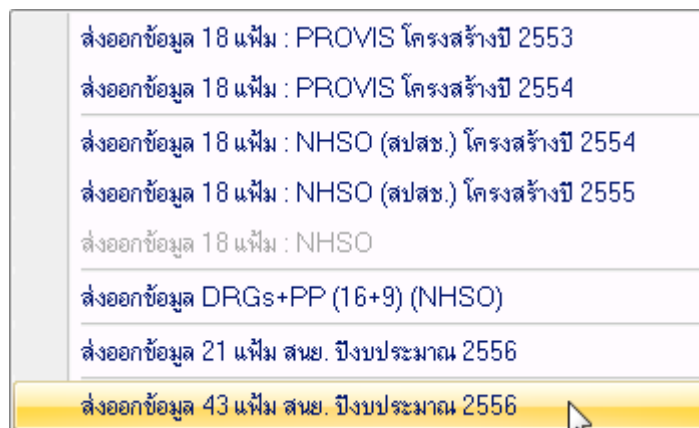 ส่งออกข้อมูล 18 แฟ้ม : PROVIS โครงสร้างปี 2553
ส่งออกข้อมูล 18 แฟ้ม : PROVIS โครงสร้างปี 2554
ส่งออกข้อมูล 18 แฟ้ม : NHSO (สปสช.) โครงสร้างปี 2554
ส่งออกข้อมูล 18 แฟ้ม : NHSO (สปสช.) โครงสร้างปี 2555
ส่งออกข้อมูล 18 แฟ้ม : NHSO
ส่งออกข้อมูล DRGs+PP (16+9) (NHSO)
ส่งออกข้อมูล 21 แฟ้ม สนย. ปีงบประมาณ 2556
ส่งออกข้อมูล 43 แฟ้ม สนย. ปีงบประมาณ 2556